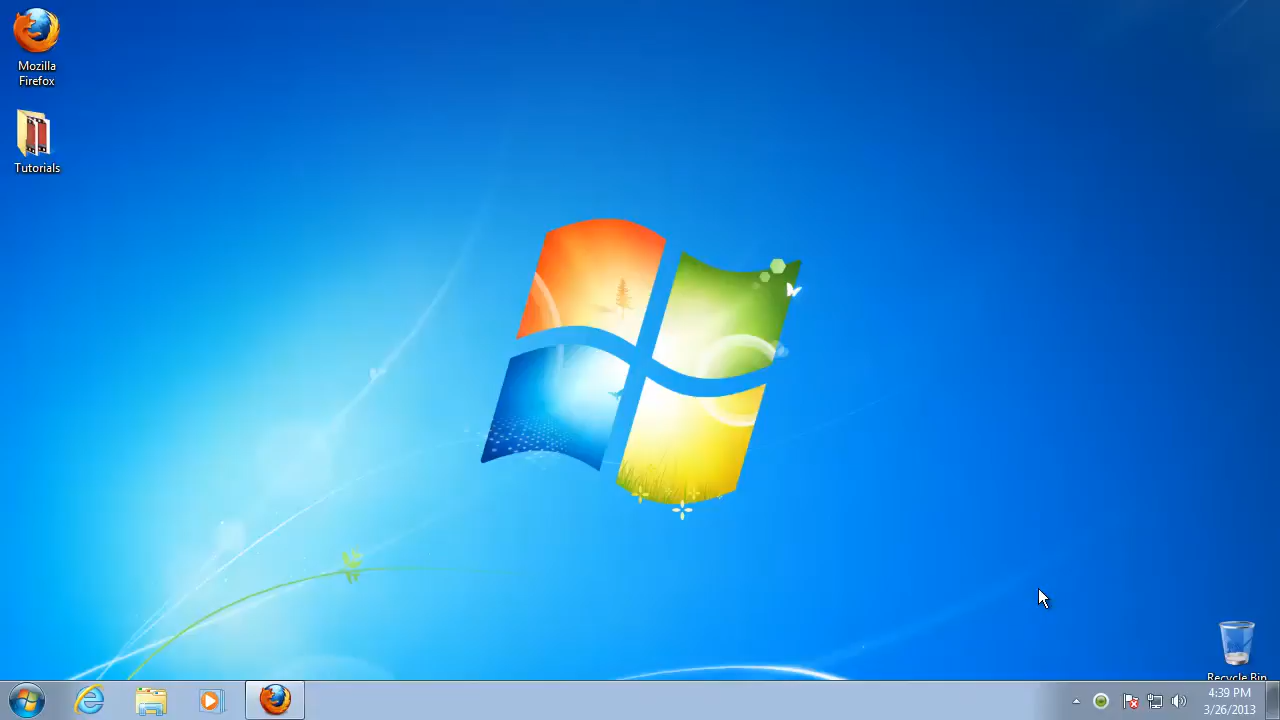 Mozilla
Firefox
Tutorials
Recycle Bin
4:39 PM
3/26/2013